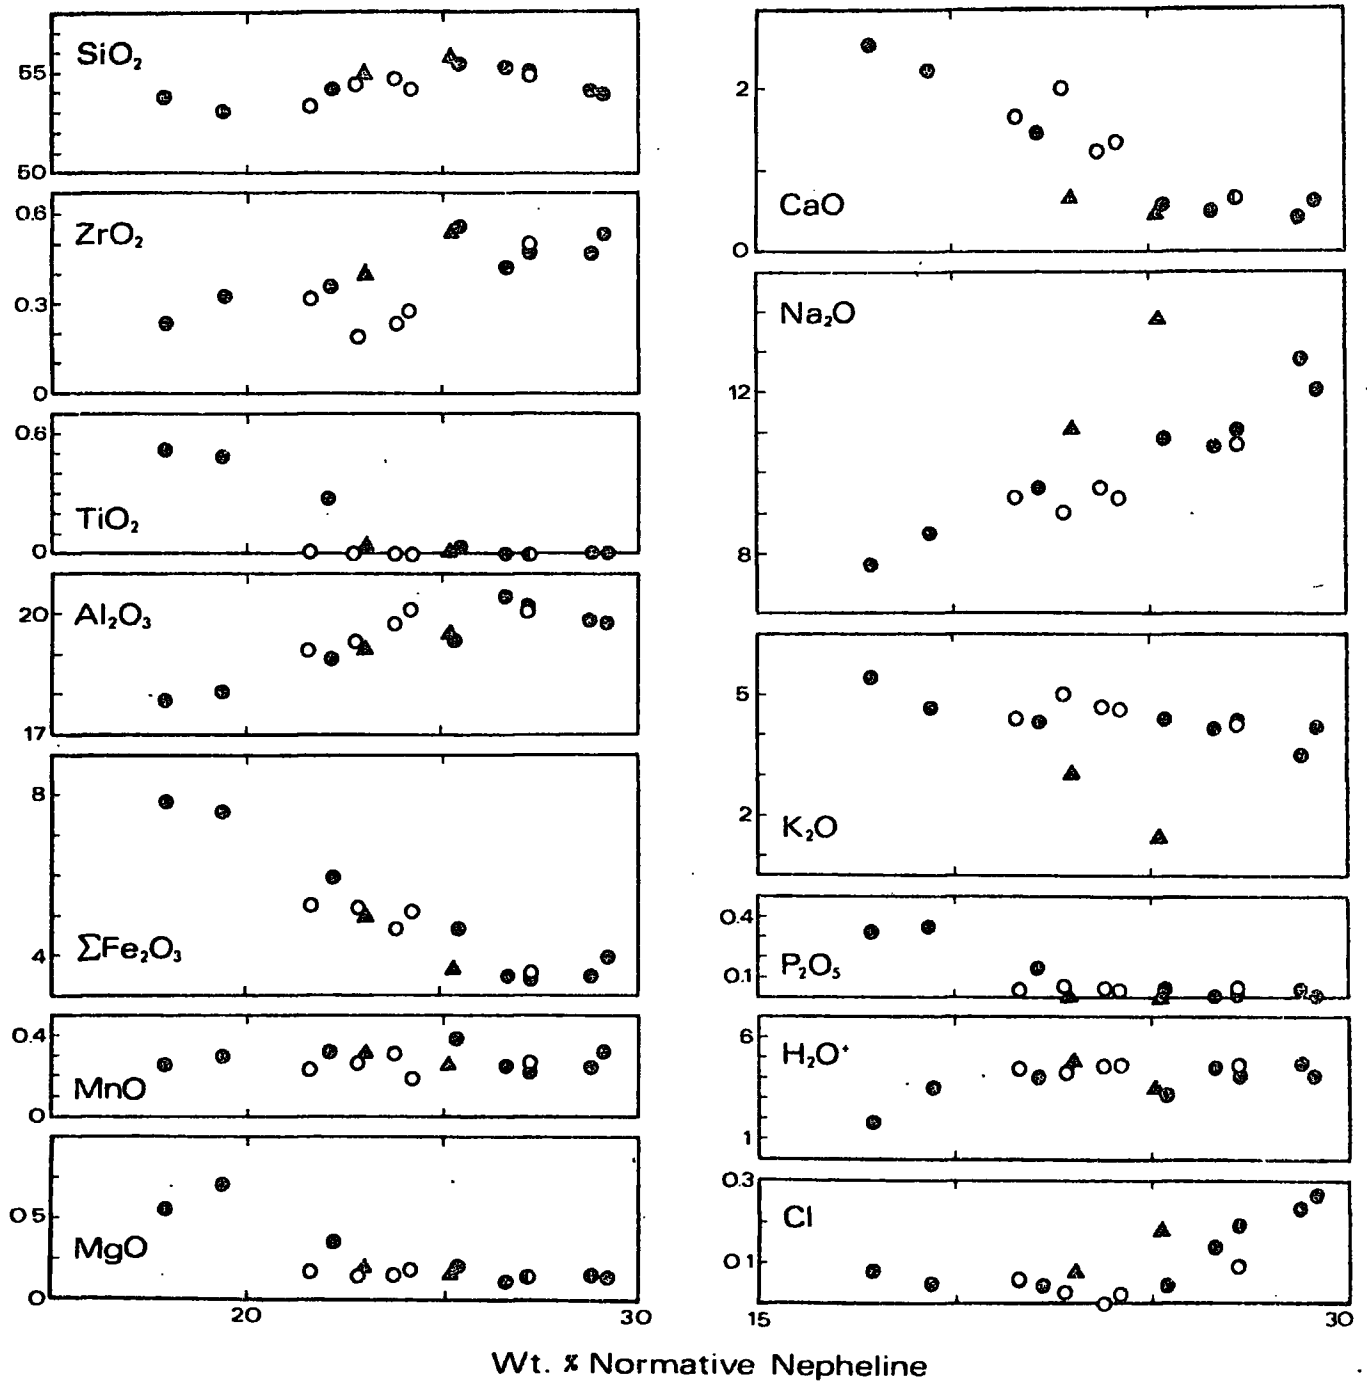 SiO₂
55
50
ZrO₂
0.6
0.3
0
TiO₂
0.6
0
Al₂O₃
20
17
ΣFe₂O₃
8
4
MnO
0.4
0
MgO
0.5
0
20
30
CaO
2
0
Na₂O
12
8
K₂O
5
2
P₂O₅
0.4
0.1
H₂O⁺
6
1
Cl
0.3
0.1
15
30
Wt. % Normative Nepheline